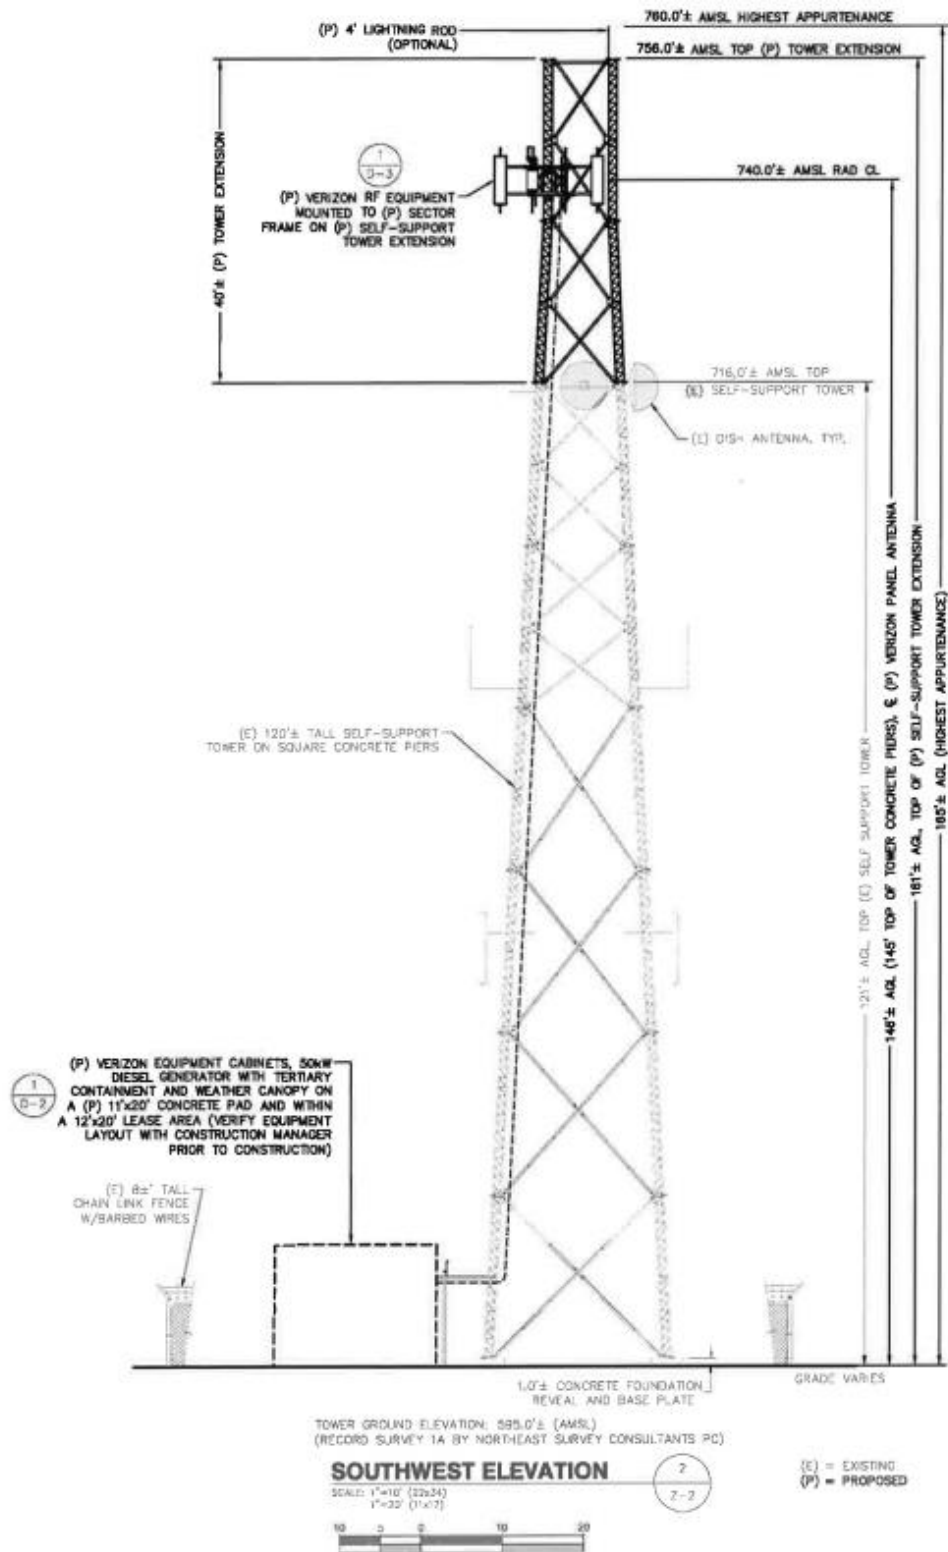 760.0'± AMSL HIGHEST APPURTENANCE
(P) 4' LIGHTNING ROD
(OPTIONAL)
756.0'± AMSL TOP (P) TOWER EXTENSION
40'± (P) TOWER EXTENSION
1
D-3
740.0'± AMSL RAD CL
(P) VERIZON RF EQUIPMENT
MOUNTED TO (P) SECTOR
FRAME ON (P) SELF-SUPPORT
TOWER EXTENSION
716.0'± AMSL TOP
(E) SELF-SUPPORT TOWER
(E) DISH ANTENNA, TYP.
(E) 120'± TALL SELF-SUPPORT
TOWER ON SQUARE CONCRETE PIERS
121'± AGL, TOP (E) SELF SUPPORT TOWER
146'± AGL (145' TOP OF TOWER CONCRETE PIERS), ℄ (P) VERIZON PANEL ANTENNA
161'± AGL, TOP OF (P) SELF-SUPPORT TOWER EXTENSION
165'± AGL (HIGHEST APPURTENANCE)
1
D-2
(P) VERIZON EQUIPMENT CABINETS, 50kW
DIESEL GENERATOR WITH TERTIARY
CONTAINMENT AND WEATHER CANOPY ON
A (P) 11'x20' CONCRETE PAD AND WITHIN
A 12'x20' LEASE AREA (VERIFY EQUIPMENT
LAYOUT WITH CONSTRUCTION MANAGER
PRIOR TO CONSTRUCTION)
(E) 8±' TALL
CHAIN LINK FENCE
W/BARBED WIRES
1.0'± CONCRETE FOUNDATION
REVEAL AND BASE PLATE
GRADE VARIES
TOWER GROUND ELEVATION: 595.0'± (AMSL)
(RECORD SURVEY 1A BY NORTHEAST SURVEY CONSULTANTS PC)
SOUTHWEST ELEVATION
2
Z-2
SCALE: 1"=10' (22x34)
1"=20' (11x17)
(E) = EXISTING
(P) = PROPOSED
10 5 0 10 20